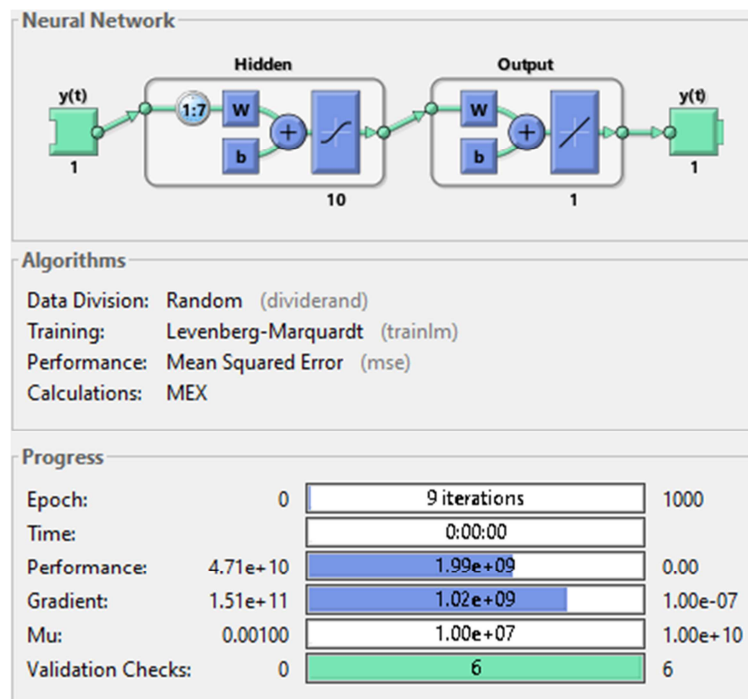 Neural Network
Hidden
Output
y(t)
1:7
W
b
W
b
y(t)
1
10
1
1
Algorithms
Data Division: Random (dividerand)
Training: Levenberg-Marquardt (trainlm)
Performance: Mean Squared Error (mse)
Calculations: MEX
Progress
Epoch: 0 9 iterations 1000
Time: 0:00:00
Performance: 4.71e+10 1.99e+09 0.00
Gradient: 1.51e+11 1.02e+09 1.00e-07
Mu: 0.00100 1.00e+07 1.00e+10
Validation Checks: 0 6 6